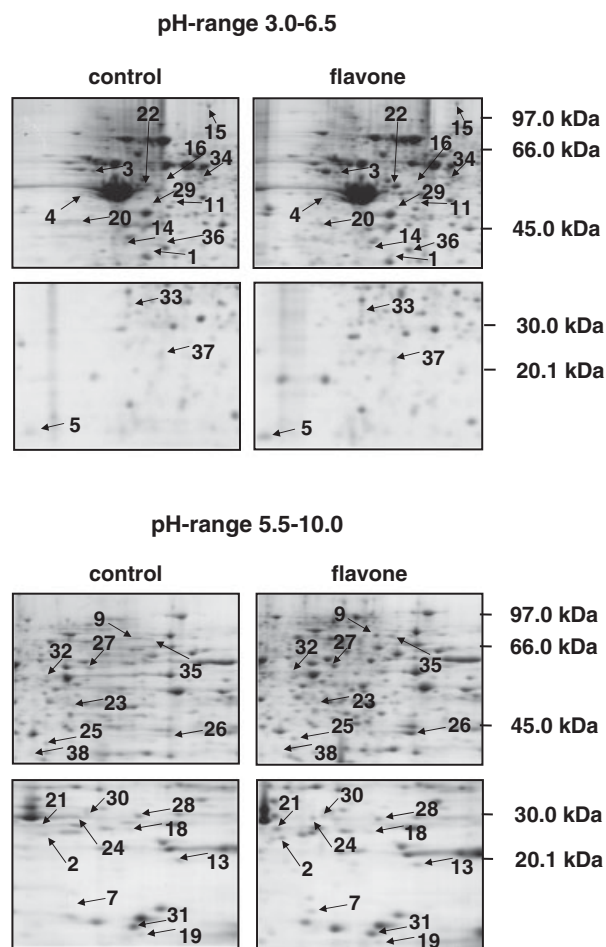 pH-range 3.0-6.5
control flavone
22 15 16 34 3 4 20 29 11 14 36 1
22 15 16 34 3 4 20 29 11 14 36 1
97.0 kDa
66.0 kDa
45.0 kDa
33 37 5
33 37 5
30.0 kDa
20.1 kDa
pH-range 5.5-10.0
control flavone
9 32 27 35 23 25 26 38
9 32 27 35 23 25 26 38
97.0 kDa
66.0 kDa
45.0 kDa
21 30 28 18 24 2 13 7 31 19
21 30 28 18 24 2 13 7 31 19
30.0 kDa
20.1 kDa